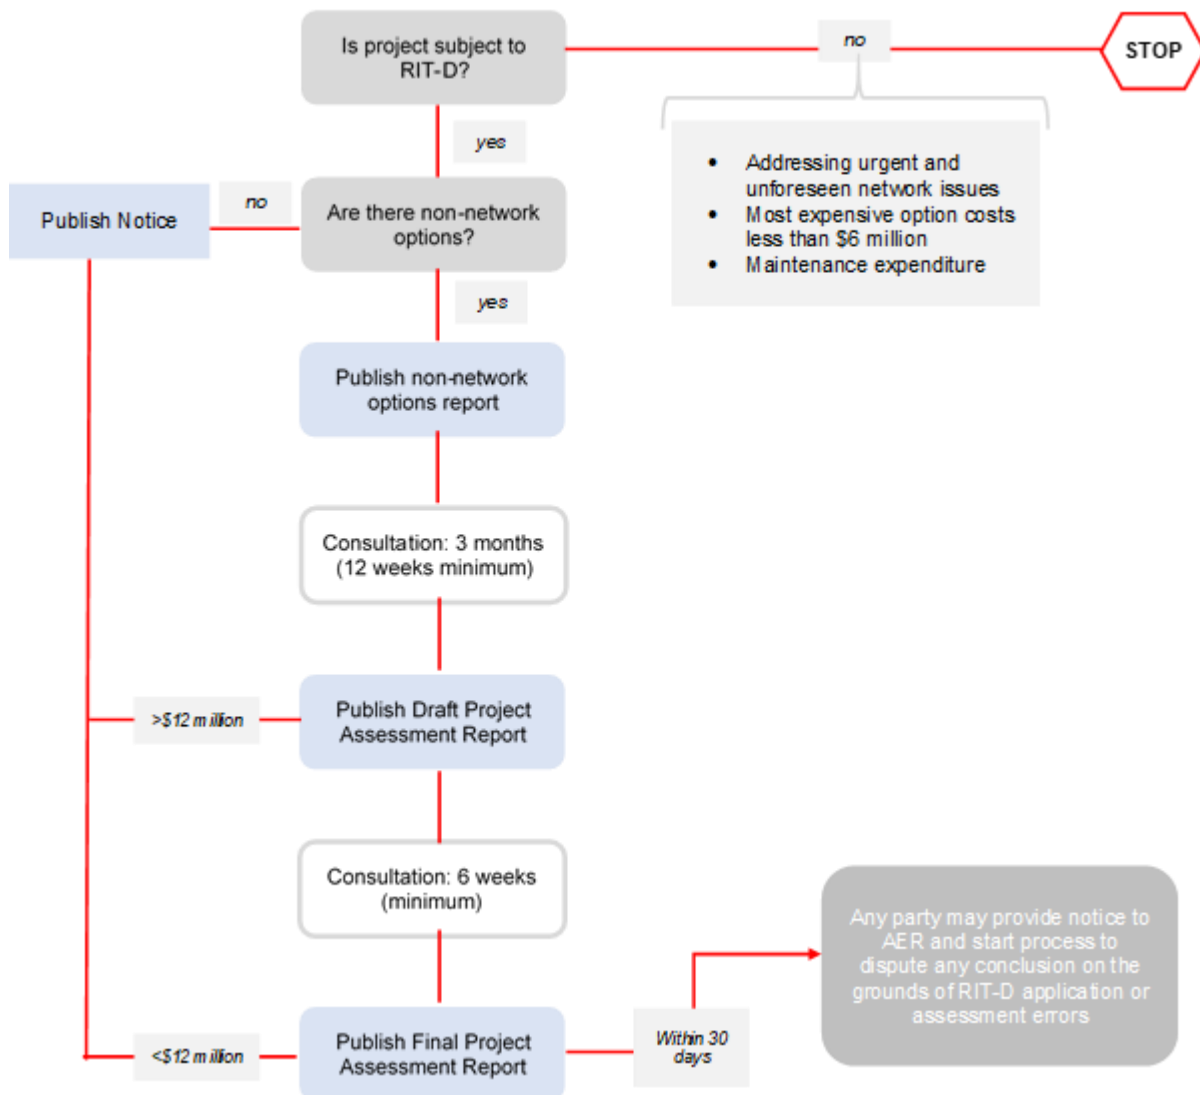 Is project subject to
RIT-D?
no
STOP
yes
• Addressing urgent and
unforeseen network issues
• Most expensive option costs
less than $6 million
• Maintenance expenditure
Publish Notice
no
Are there non-network
options?
yes
Publish non-network
options report
Consultation: 3 months
(12 weeks minimum)
>$12 million
Publish Draft Project
Assessment Report
Consultation: 6 weeks
(minimum)
Any party may provide notice to
AER and start process to
dispute any conclusion on the
grounds of RIT-D application or
assessment errors
<$12 million
Publish Final Project
Assessment Report
Within 30
days